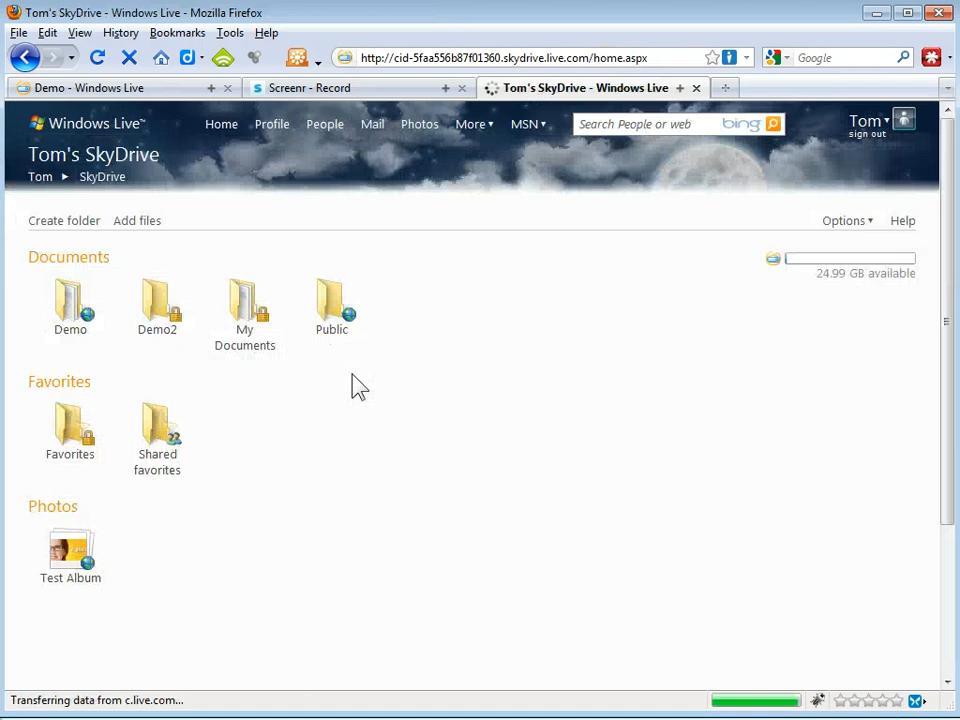 Tom's SkyDrive - Windows Live - Mozilla Firefox
File Edit View History Bookmarks Tools Help
http://cid-5faa556b87f01360.skydrive.live.com/home.aspx
Google
Demo - Windows Live
Screenr - Record
Tom's SkyDrive - Windows Live
Windows Live™
Home Profile People Mail Photos More MSN
Search People or web bing
Tom
sign out
Tom's SkyDrive
Tom SkyDrive
Create folder Add files
Options Help
Documents
24.99 GB available
Demo
Demo2
My
Documents
Public
Favorites
Favorites
Shared
favorites
Photos
Test Album
Transferring data from c.live.com...